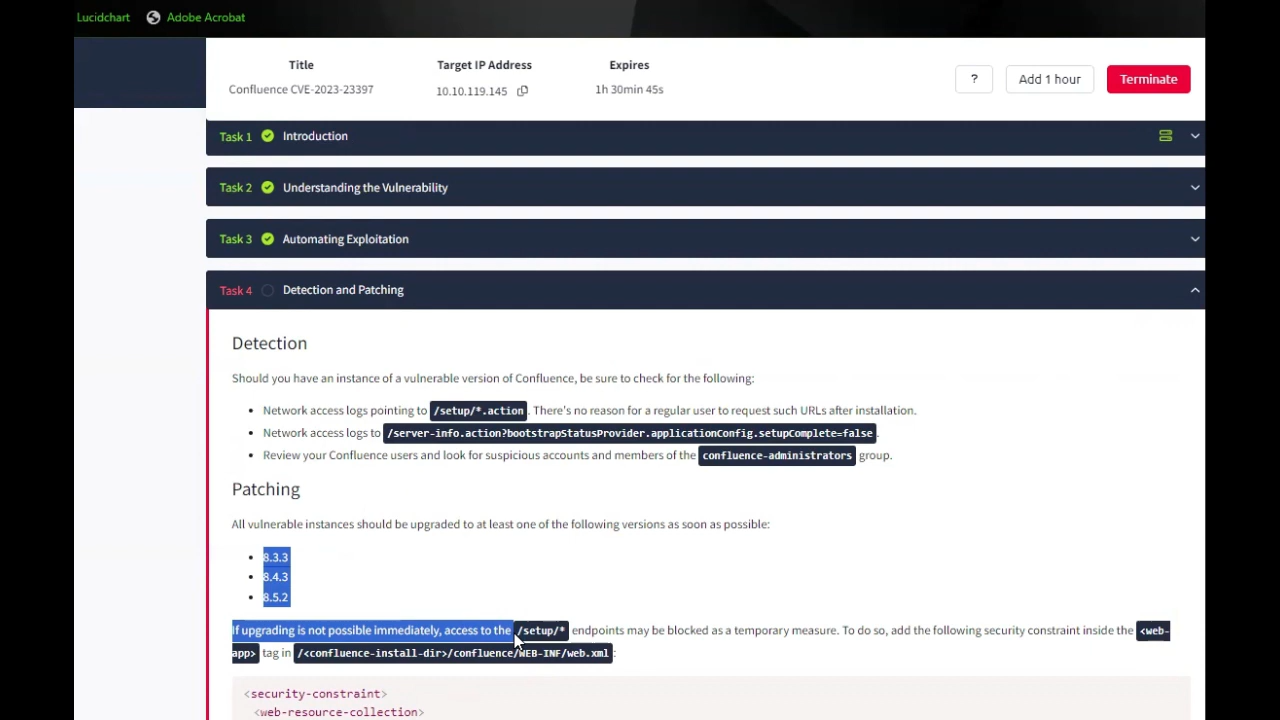 Lucidchart Adobe Acrobat
Title Target IP Address Expires
Confluence CVE-2023-23397 10.10.119.145 1h 30min 45s
? Add 1 hour Terminate
Task 1 Introduction
Task 2 Understanding the Vulnerability
Task 3 Automating Exploitation
Task 4 Detection and Patching
Detection
Should you have an instance of a vulnerable version of Confluence, be sure to check for the following:
• Network access logs pointing to /setup/*.action. There's no reason for a regular user to request such URLs after installation.
• Network access logs to /server-info.action?bootstrapStatusProvider.applicationConfig.setupComplete=false.
• Review your Confluence users and look for suspicious accounts and members of the confluence-administrators group.
Patching
All vulnerable instances should be upgraded to at least one of the following versions as soon as possible:
• 8.3.3
• 8.4.3
• 8.5.2
If upgrading is not possible immediately, access to the /setup/* endpoints may be blocked as a temporary measure. To do so, add the following security constraint inside the <web-
app> tag in /<confluence-install-dir>/confluence/WEB-INF/web.xml:
<security-constraint>
<web-resource-collection>